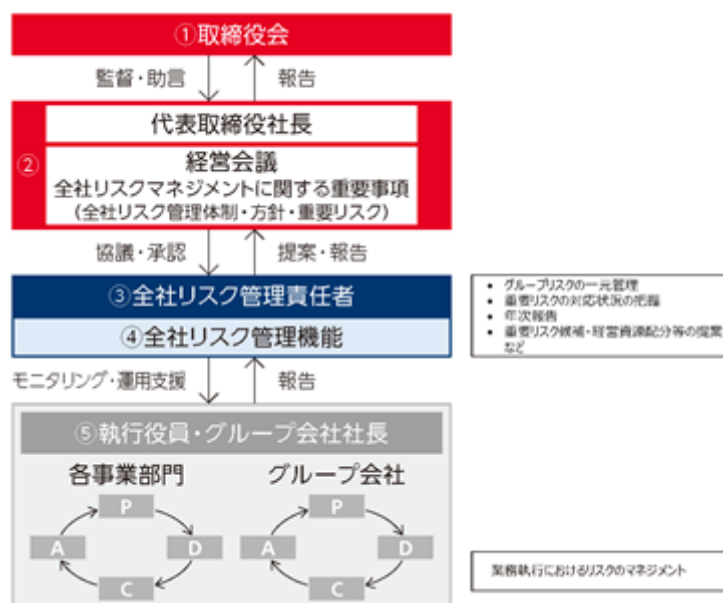 ①取締役会
監督・助言
報告
②
代表取締役社長
経営会議
全社リスクマネジメントに関する重要事項
(全社リスク管理体制・方針・重要リスク)
協議・承認
提案・報告
③全社リスク管理責任者
④全社リスク管理機能
• グループリスクの一元管理
• 重要リスクの対応状況の把握
• 年次報告
• 重要リスク候補・経営資源配分等の提案
など
モニタリング・運用支援
報告
⑤執行役員・グループ会社社長
各事業部門
グループ会社
P
D
C
A
P
D
C
A
業務執行におけるリスクのマネジメント